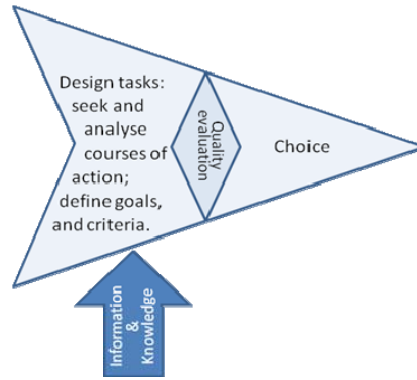 Design tasks:
seek and
analyse
courses of
action;
define goals,
and criteria.
Quality
evaluation
Choice
Information
&
Knowledge